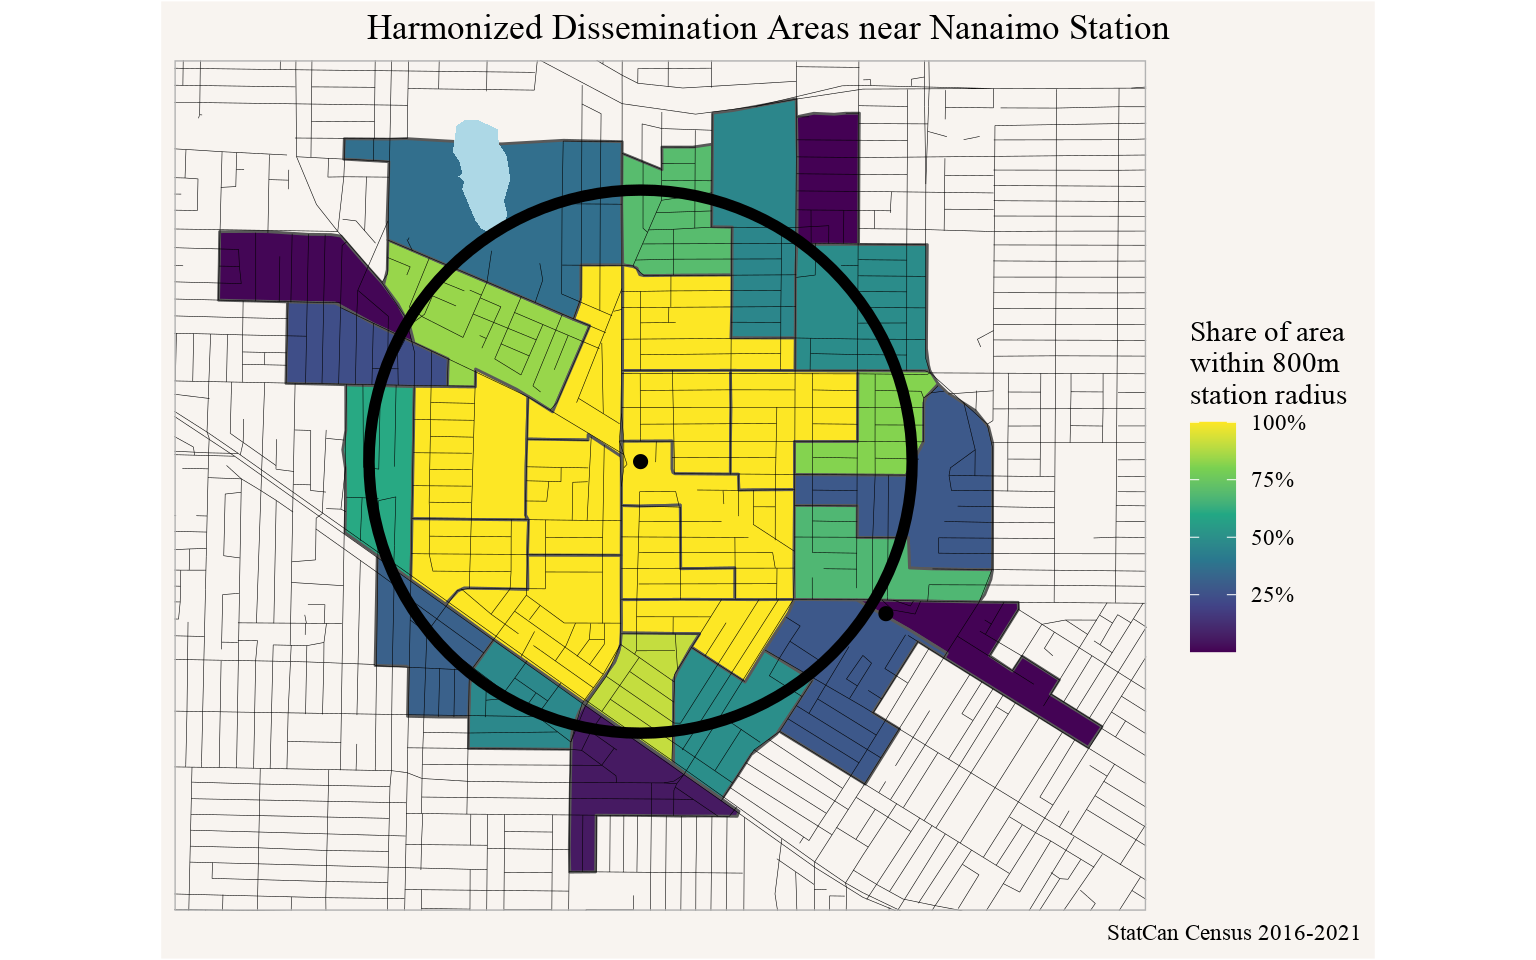 Harmonized Dissemination Areas near Nanaimo Station
Share of area
within 800m
station radius
100%
75%
50%
25%
StatCan Census 2016-2021